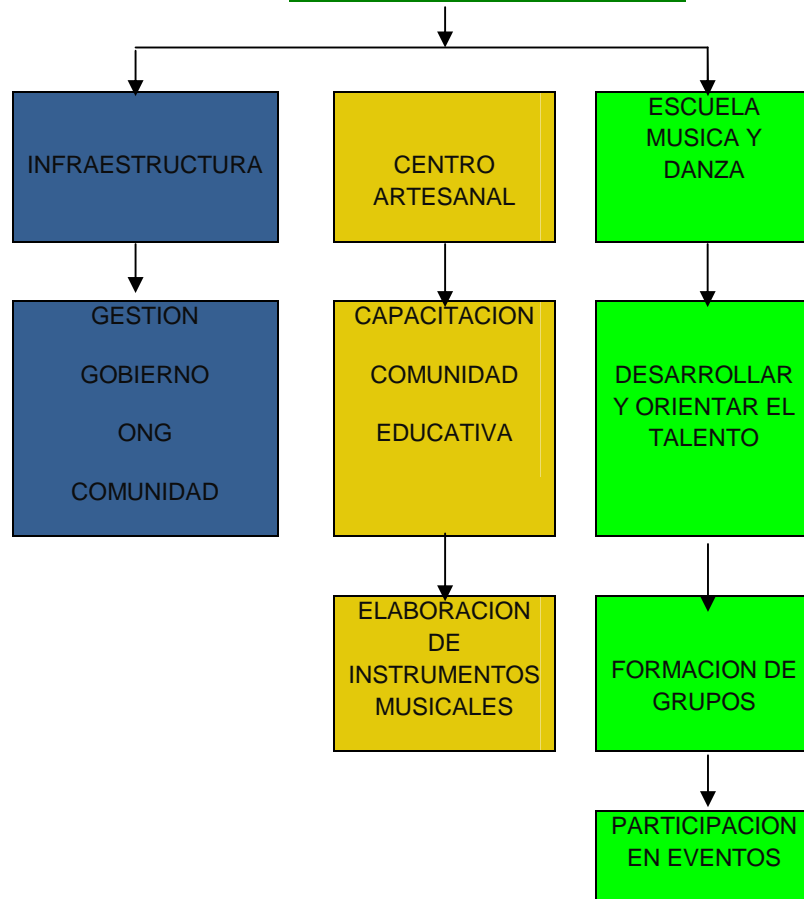 INFRAESTRUCTURA
CENTRO
ARTESANAL
ESCUELA
MUSICA Y
DANZA
GESTION
GOBIERNO
ONG
COMUNIDAD
CAPACITACION
COMUNIDAD
EDUCATIVA
DESARROLLAR
Y ORIENTAR EL
TALENTO
ELABORACION
DE
INSTRUMENTOS
MUSICALES
FORMACION DE
GRUPOS
PARTICIPACION
EN EVENTOS